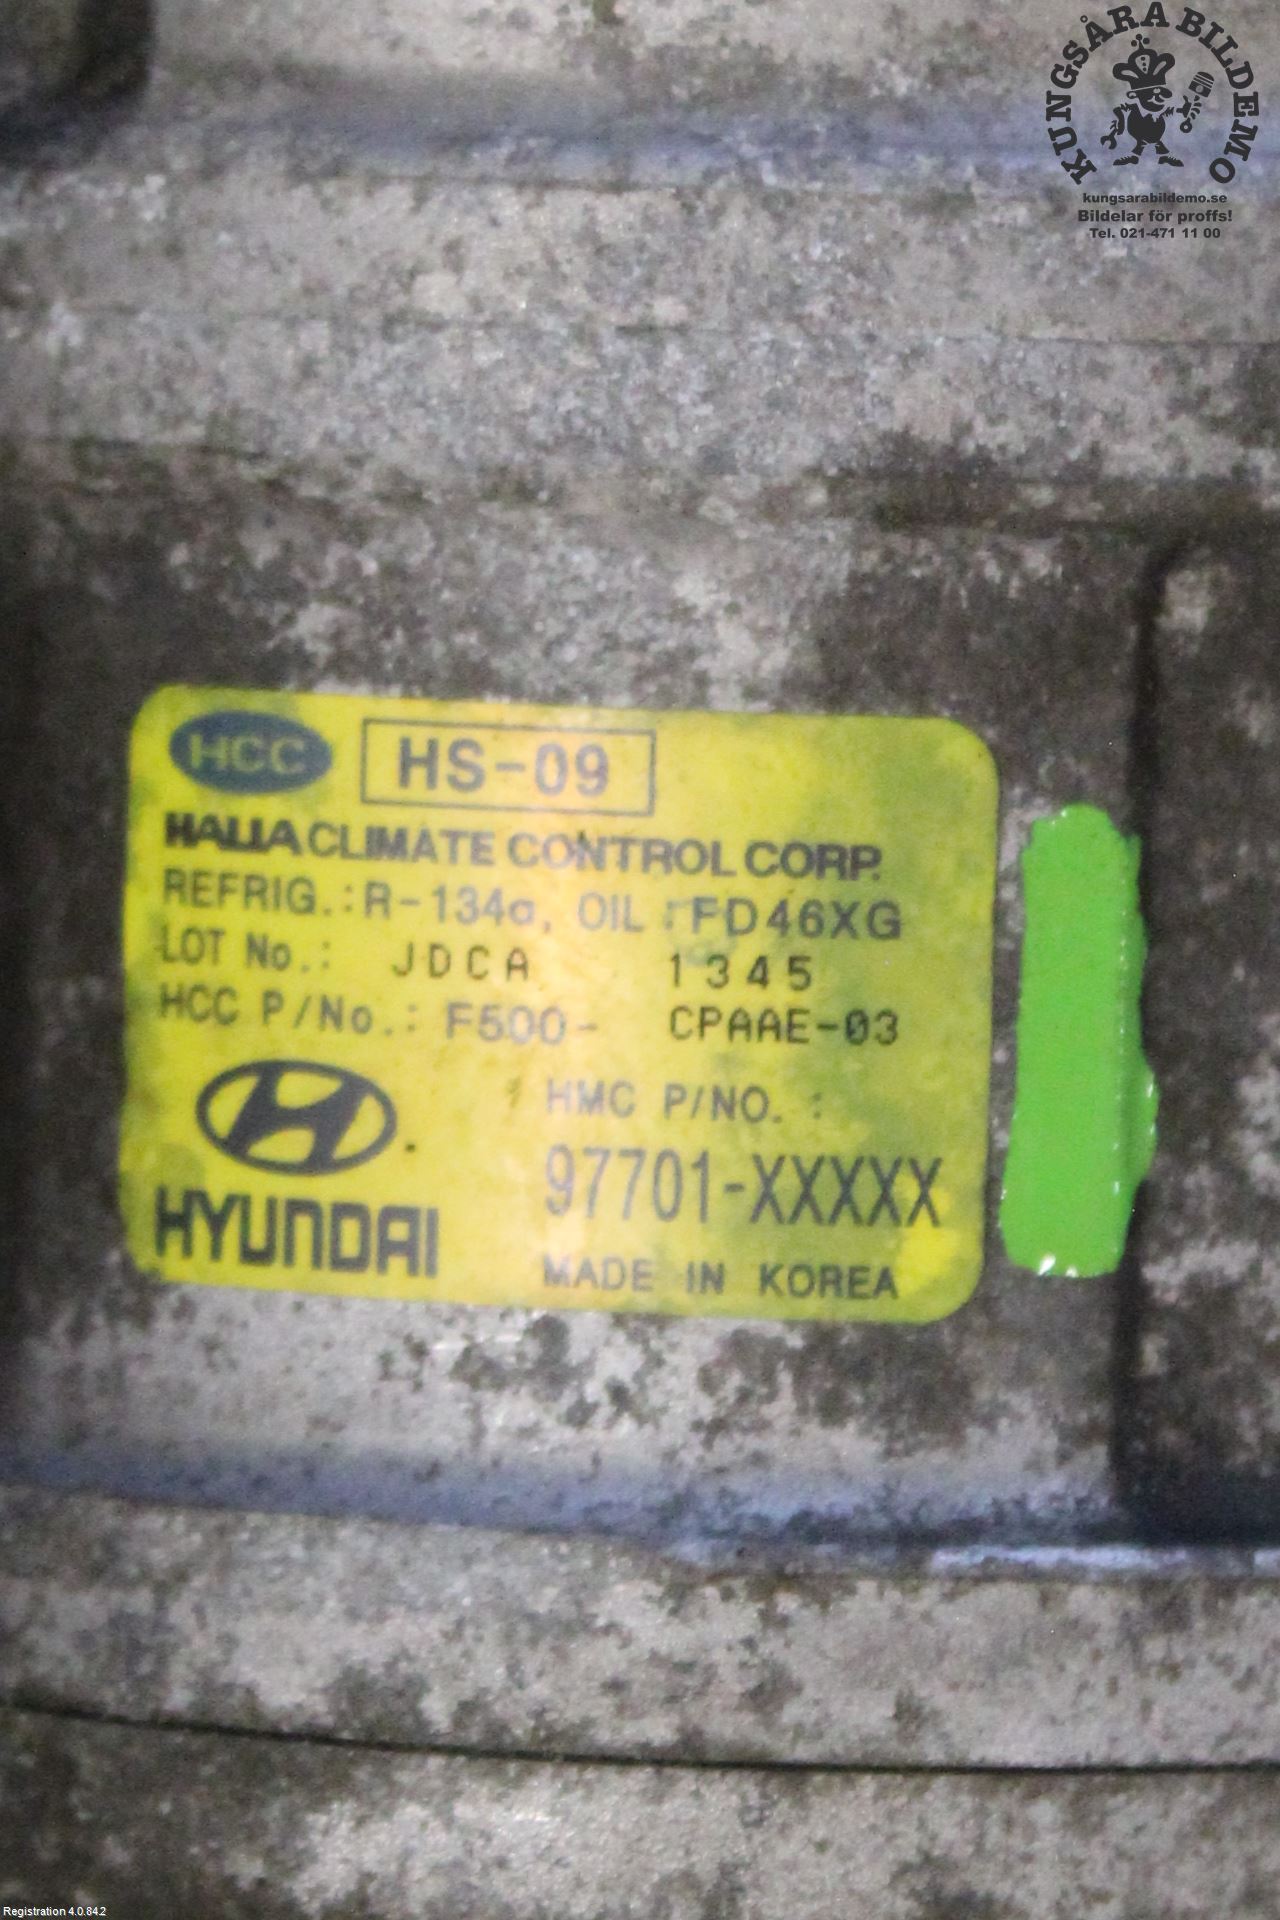 KUNGSÅRA BILDEMO
kungsarabildemo.se
Bildelar för proffs!
Tel. 021-471 11 00
HCC HS-09
HALLA CLIMATE CONTROL CORP.
REFRIG.: R-134a, OIL : FD46XG
LOT No.: JDCA 1345
HCC P/No.: F500- CPAAE-03
HMC P/NO. :
97701-XXXXX
HYUNDAI
MADE IN KOREA
Registration 4.0.84.2